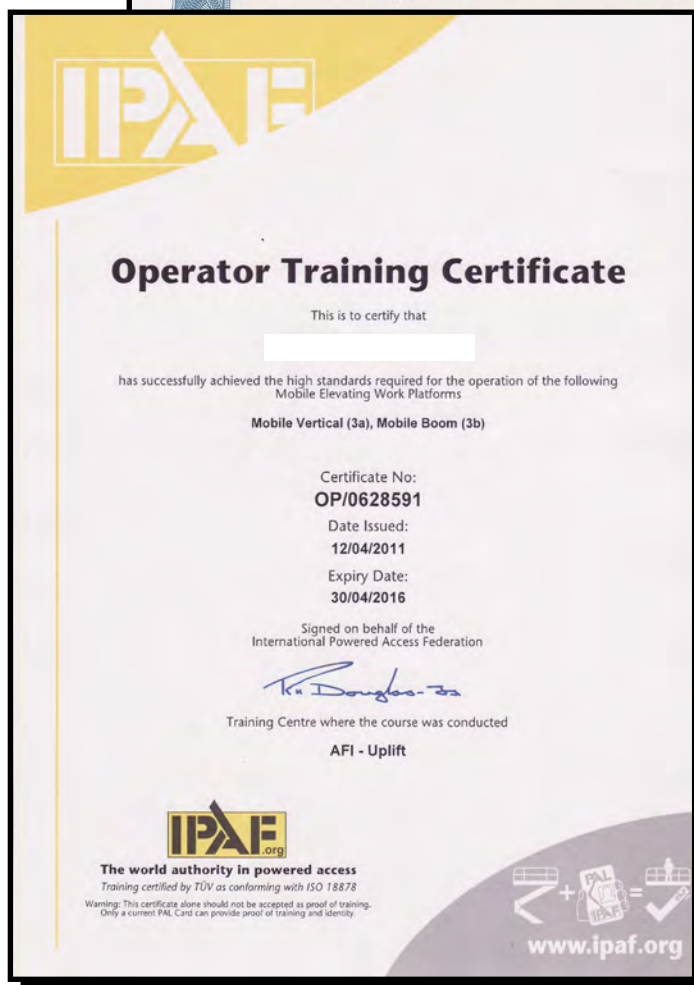 IPAF
Operator Training Certificate
This is to certify that
has successfully achieved the high standards required for the operation of the following
Mobile Elevating Work Platforms
Mobile Vertical (3a), Mobile Boom (3b)
Certificate No:
OP/0628591
Date Issued:
12/04/2011
Expiry Date:
30/04/2016
Signed on behalf of the
International Powered Access Federation
Training Centre where the course was conducted
AFI - Uplift
IPAF
.org
The world authority in powered access
Training certified by TÜV as conforming with ISO 18878
Warning: This certificate alone should not be accepted as proof of training.
Only a current PAL Card can provide proof of training and identity.
PAL
IPAF
www.ipaf.org